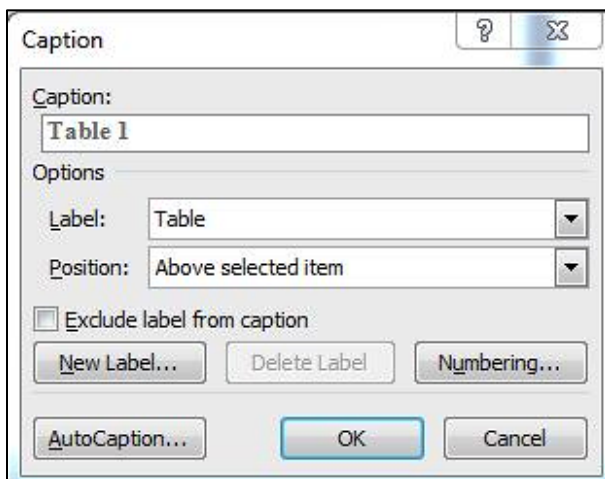 Caption
?
Caption:
Table 1
Options
Label: Table
Position: Above selected item
Exclude label from caption
New Label... Delete Label Numbering...
AutoCaption... OK Cancel